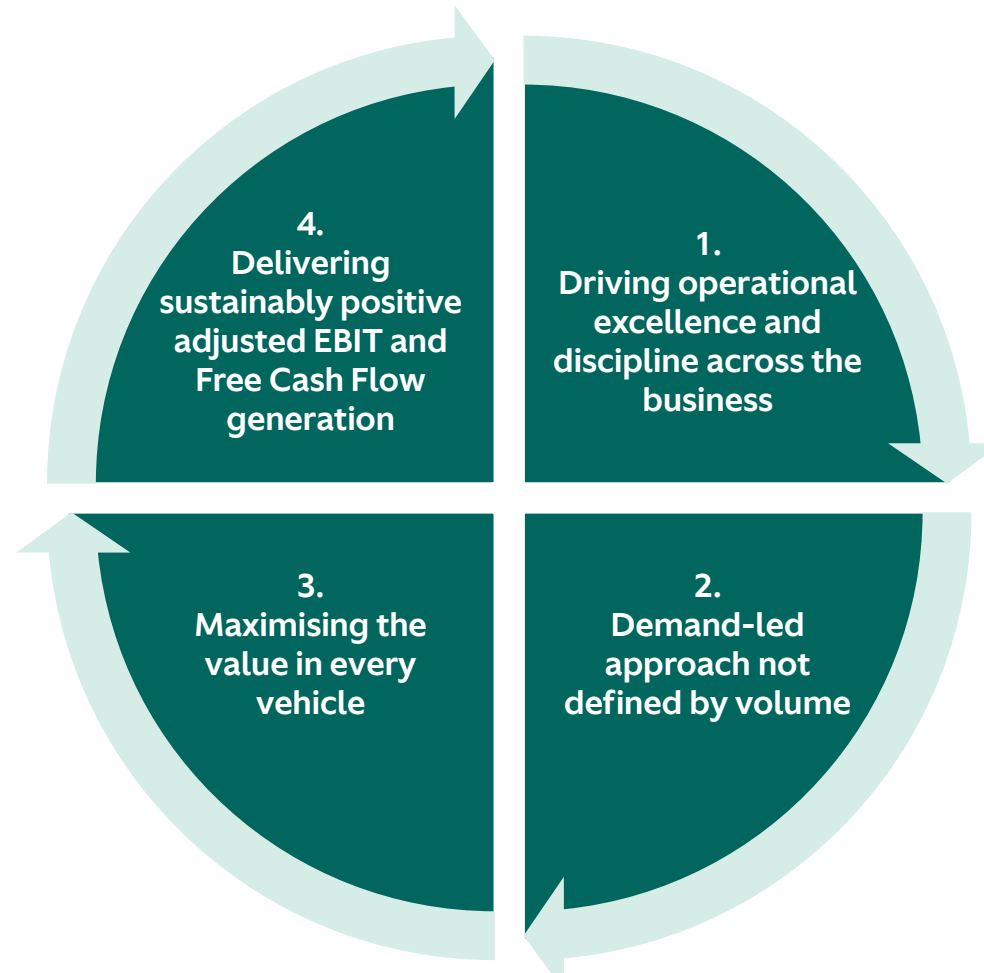 1.
Driving operational
excellence and
discipline across the
business
2.
Demand-led
approach not
defined by volume
3.
Maximising the
value in every
vehicle
4.
Delivering
sustainably positive
adjusted EBIT and
Free Cash Flow
generation